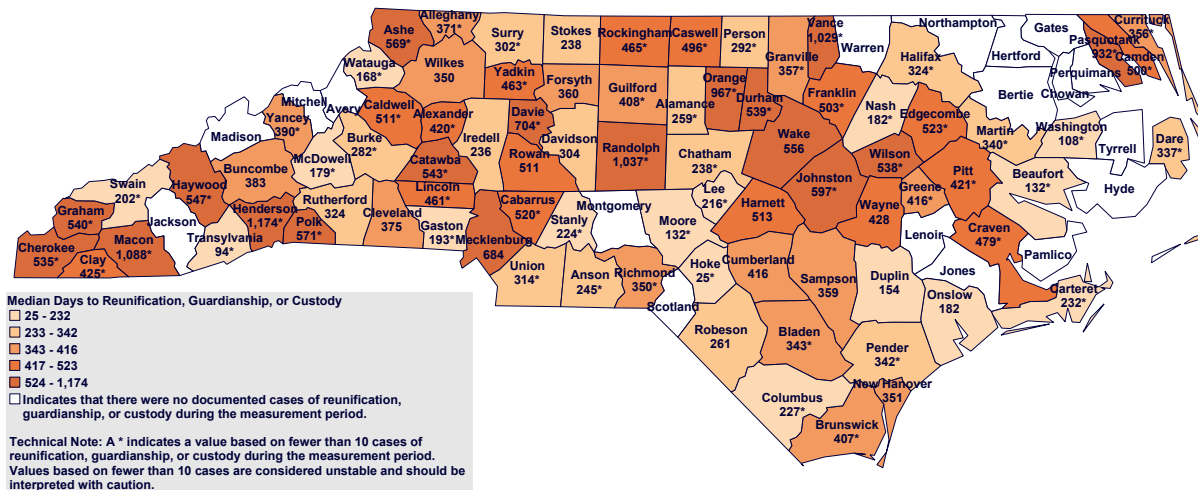 Alleghany
371*
Ashe
569*
Surry
302*
Stokes
238
Rockingham
465*
Caswell
496*
Person
292*
Vance
1,029*
Warren
Northampton
Gates
Currituck
356*
Pasquotank
932*
Camden
500*
Hertford
Perquimans
Bertie
Chowan
Watauga
168*
Wilkes
350
Yadkin
463*
Forsyth
360
Guilford
408*
Alamance
259*
Orange
967*
Durham
539*
Granville
357*
Franklin
503*
Halifax
324*
Nash
182*
Edgecombe
523*
Martin
340*
Washington
108*
Tyrrell
Dare
337*
Mitchell
Avery
Yancey
390*
Caldwell
511*
Alexander
420*
Iredell
236
Davie
704*
Davidson
304
Randolph
1,037*
Chatham
238*
Wake
556
Wilson
538*
Pitt
421*
Beaufort
132*
Hyde
Madison
Buncombe
383
McDowell
179*
Burke
282*
Catawba
543*
Rowan
511
Lee
216*
Johnston
597*
Greene
416*
Swain
202*
Haywood
547*
Henderson
1,174*
Rutherford
324
Cleveland
375
Lincoln
461*
Gaston
193*
Mecklenburg
684
Cabarrus
520*
Stanly
224*
Montgomery
Moore
132*
Harnett
513
Wayne
428
Lenoir
Craven
479*
Pamlico
Graham
540*
Jackson
Transylvania
94*
Polk
571*
Cherokee
535*
Clay
425*
Macon
1,088*
Union
314*
Anson
245*
Richmond
350*
Hoke
25*
Cumberland
416
Sampson
359
Duplin
154
Jones
Onslow
182
Carteret
232*
Scotland
Robeson
261
Bladen
343*
Pender
342*
New Hanover
351
Columbus
227*
Brunswick
407*
Median Days to Reunification, Guardianship, or Custody
25 - 232
233 - 342
343 - 416
417 - 523
524 - 1,174
Indicates that there were no documented cases of reunification,
guardianship, or custody during the measurement period.
Technical Note: A * indicates a value based on fewer than 10 cases of
reunification, guardianship, or custody during the measurement period.
Values based on fewer than 10 cases are considered unstable and should be
interpreted with caution.